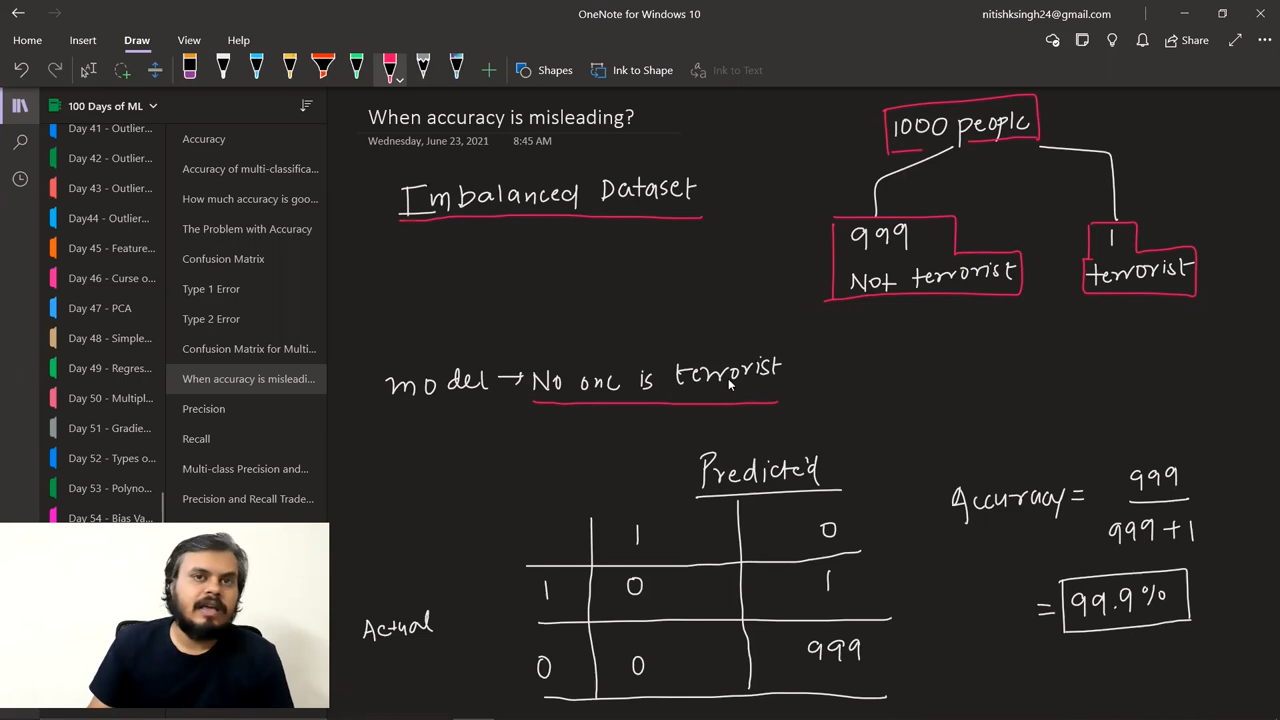 OneNote for Windows 10
nitishksingh24@gmail.com
Home
Insert
Draw
View
Help
Share
Shapes
Ink to Shape
Ink to Text
100 Days of ML
Day 41 - Outlier...
Day 42 - Outlier...
Day 43 - Outlier...
Day44 - Outlier...
Day 45 - Feature...
Day 46 - Curse o...
Day 47 - PCA
Day 48 - Simple...
Day 49 - Regres...
Day 50 - Multipl...
Day 51 - Gradie...
Day 52 - Types o...
Day 53 - Polyno...
Day 54 - Bias Va...
Accuracy
Accuracy of multi-classifica...
How much accuracy is goo...
The Problem with Accuracy
Confusion Matrix
Type 1 Error
Type 2 Error
Confusion Matrix for Multi...
When accuracy is misleadi...
Precision
Recall
Multi-class Precision and...
Precision and Recall Trade...
When accuracy is misleading?
Wednesday, June 23, 2021 8:45 AM
Imbalanced Dataset
1000 people
999
Not terrorist
1
terrorist
model → No one is terrorist
Predicted
1 0
1 0 1
Actual
0 0 999
Accuracy = 999
999 + 1
= 99.9%